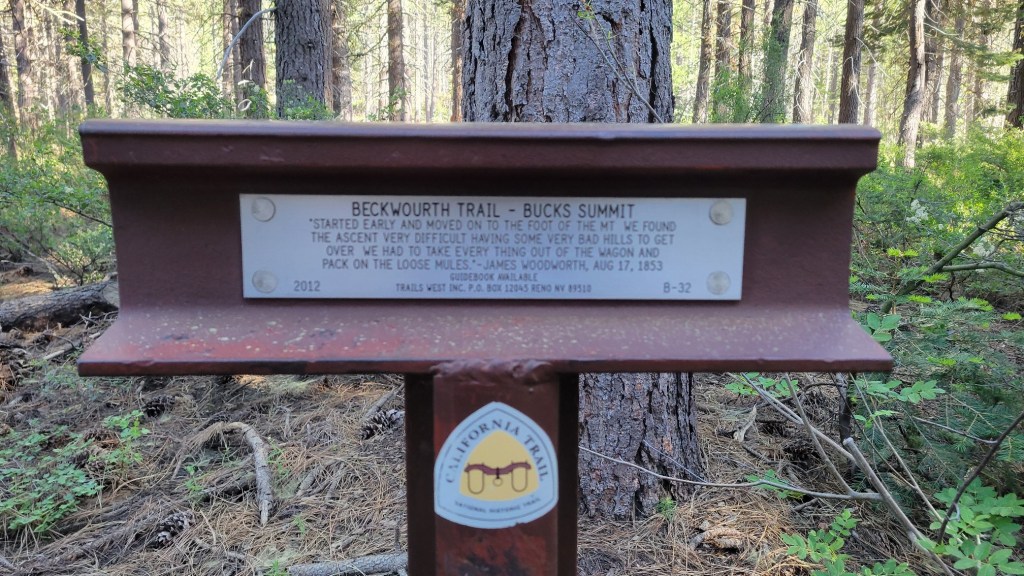 BECKWOURTH TRAIL - BUCKS SUMMIT
"STARTED EARLY AND MOVED ON TO THE FOOT OF THE MT WE FOUND
THE ASCENT VERY DIFFICULT HAVING SOME VERY BAD HILLS TO GET
OVER. WE HAD TO TAKE EVERY THING OUT OF THE WAGON AND
PACK ON THE LOOSE MULES."-JAMES WOODWORTH, AUG 17, 1853
GUIDEBOOK AVAILABLE
2012 TRAILS WEST INC. P.O. BOX 12045 RENO NV 89510 B-32
CALIFORNIA TRAIL
NATIONAL HISTORIC TRAIL